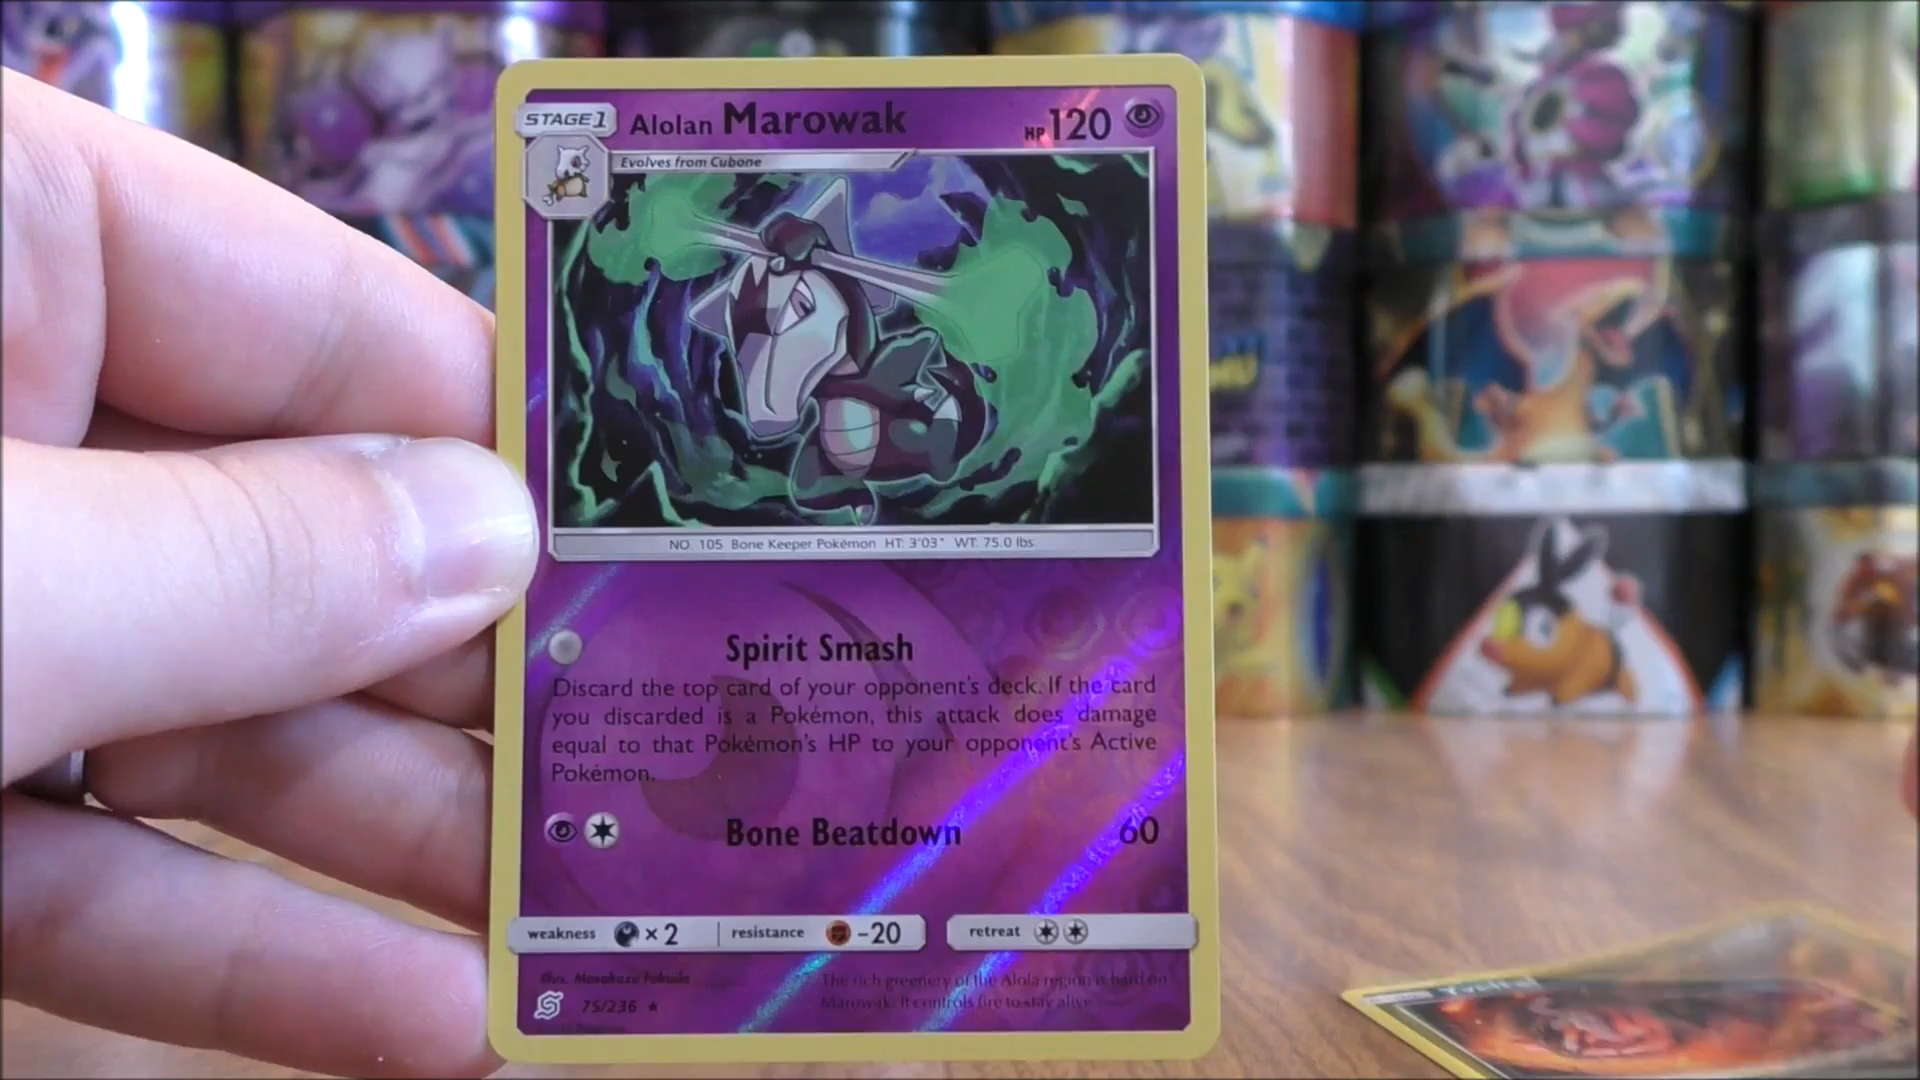 STAGE 1 Alolan Marowak HP 120
Evolves from Cubone
NO. 105 Bone Keeper Pokémon HT: 3'03" WT: 75.0 lbs.
Spirit Smash
Discard the top card of your opponent's deck. If the card
you discarded is a Pokémon, this attack does damage
equal to that Pokémon's HP to your opponent's Active
Pokémon.
Bone Beatdown 60
weakness ×2 resistance -20 retreat
Illus. Masakazu Fukuda
The rich greenery of the Alola region is hard on
Marowak. It controls fire to stay alive.
75/236